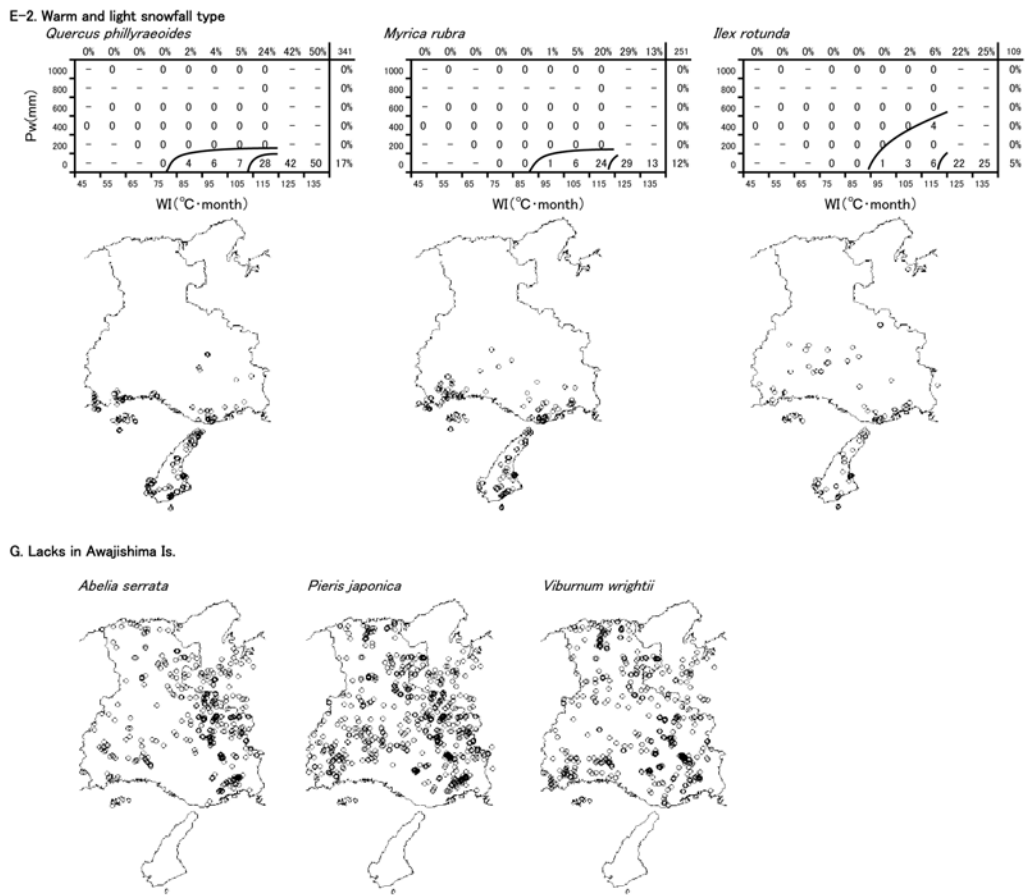 E-2. Warm and light snowfall type
Quercus phillyraeoides
0% 0% 0% 0% 2% 4% 5% 24% 42% 50% 341
1000 – 0 – 0 0 0 0 0 – – 0%
800 – – – – – – – 0 – – 0%
600 – 0 0 0 0 0 0 0 – – 0%
400 0 0 0 0 0 0 0 0 – – 0%
200 – – 0 0 0 0 0 0 – – 0%
0 – – – 0 4 6 7 28 42 50 17%
Pw(mm)
45 55 65 75 85 95 105 115 125 135
WI(℃・month)
Myrica rubra
0% 0% 0% 0% 0% 1% 5% 20% 29% 13% 251
1000 – 0 – 0 0 0 0 0 – – 0%
800 – – – – – – – 0 – – 0%
600 – 0 0 0 0 0 0 0 – – 0%
400 0 0 0 0 0 0 0 0 – – 0%
200 – – 0 0 0 0 0 0 – – 0%
0 – – – 0 0 1 6 24 29 13 12%
45 55 65 75 85 95 105 115 125 135
WI(℃・month)
Ilex rotunda
0% 0% 0% 0% 0% 0% 2% 6% 22% 25% 109
1000 – 0 – 0 0 0 0 0 – – 0%
800 – – – – – – – 0 – – 0%
600 – 0 0 0 0 0 0 0 – – 0%
400 0 0 0 0 0 0 0 4 – – 0%
200 – – 0 0 0 0 0 0 – – 0%
0 – – – 0 0 1 3 6 22 25 5%
45 55 65 75 85 95 105 115 125 135
WI(℃・month)
G. Lacks in Awajishima Is.
Abelia serrata
Pieris japonica
Viburnum wrightii